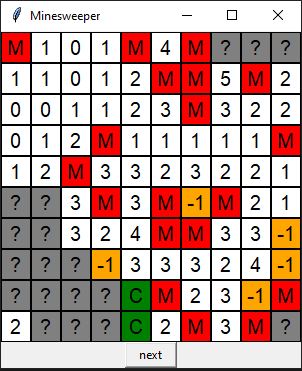 Minesweeper
M 1 0 1 M 4 M ? ? ?
1 1 0 1 2 M M 5 M 2
0 0 1 1 2 3 M 3 2 2
0 1 2 M 1 1 1 1 1 M
1 2 M 3 3 2 3 2 2 1
? ? 3 M 3 M -1 M 2 1
? ? 3 2 4 M M 3 3 -1
? ? ? -1 3 3 3 2 4 -1
? ? ? ? C M 2 3 -1 M
2 ? ? ? C 2 M 3 M ?
next